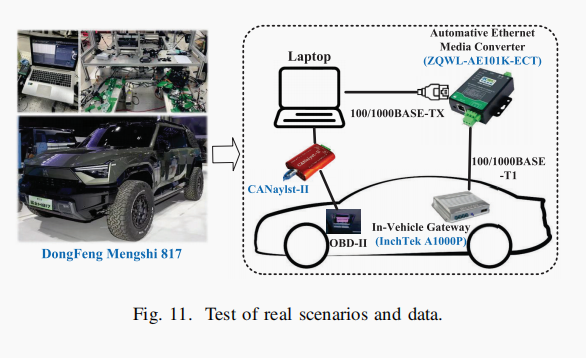 Automative Ethernet
Media Converter
(ZQWL-AE101K-ECT)
Laptop
100/1000BASE-TX
100/1000BASE
-T1
CANaylst-II
OBD-II
In-Vehicle Gateway
(InchTek A1000P)
DongFeng Mengshi 817
Fig. 11. Test of real scenarios and data.